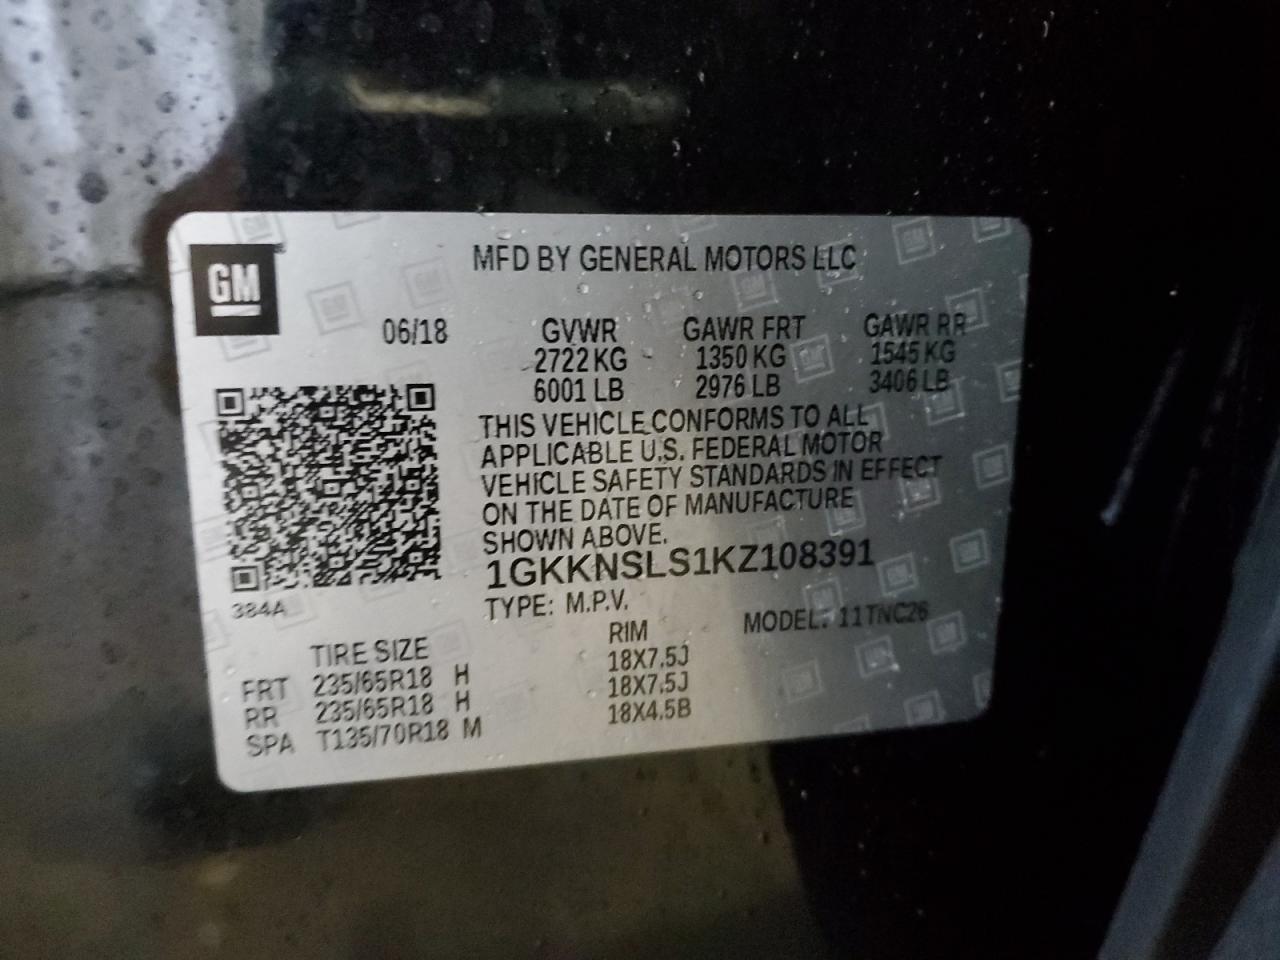 GM
MFD BY GENERAL MOTORS LLC
06/18 GVWR GAWR FRT GAWR RR
2722 KG 1350 KG 1545 KG
6001 LB 2976 LB 3406 LB
THIS VEHICLE CONFORMS TO ALL
APPLICABLE U.S. FEDERAL MOTOR
VEHICLE SAFETY STANDARDS IN EFFECT
ON THE DATE OF MANUFACTURE
SHOWN ABOVE.
1GKKNSLS1KZ108391
384A
TYPE: M.P.V. MODEL: 11TNC26
TIRE SIZE RIM
FRT 235/65R18 H 18X7.5J
RR 235/65R18 H 18X7.5J
SPA T135/70R18 M 18X4.5B